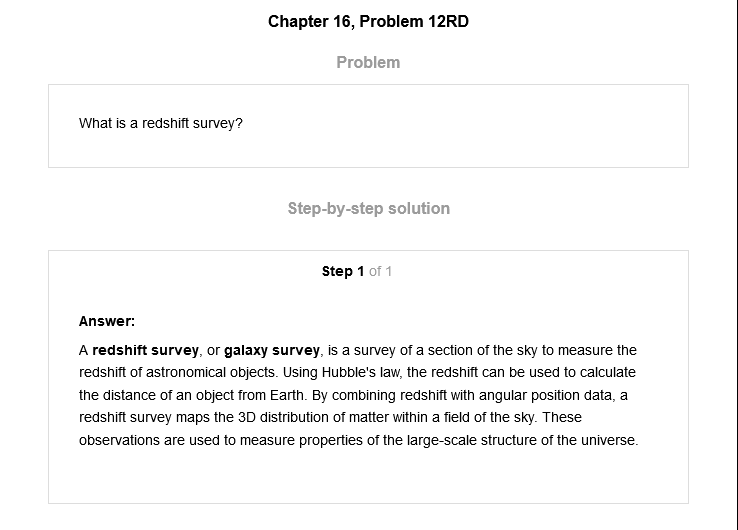 Chapter 16, Problem 12RD
Problem
What is a redshift survey?
Step-by-step solution
Step 1 of 1
Answer:
A redshift survey, or galaxy survey, is a survey of a section of the sky to measure the
redshift of astronomical objects. Using Hubble's law, the redshift can be used to calculate
the distance of an object from Earth. By combining redshift with angular position data, a
redshift survey maps the 3D distribution of matter within a field of the sky. These
observations are used to measure properties of the large-scale structure of the universe.